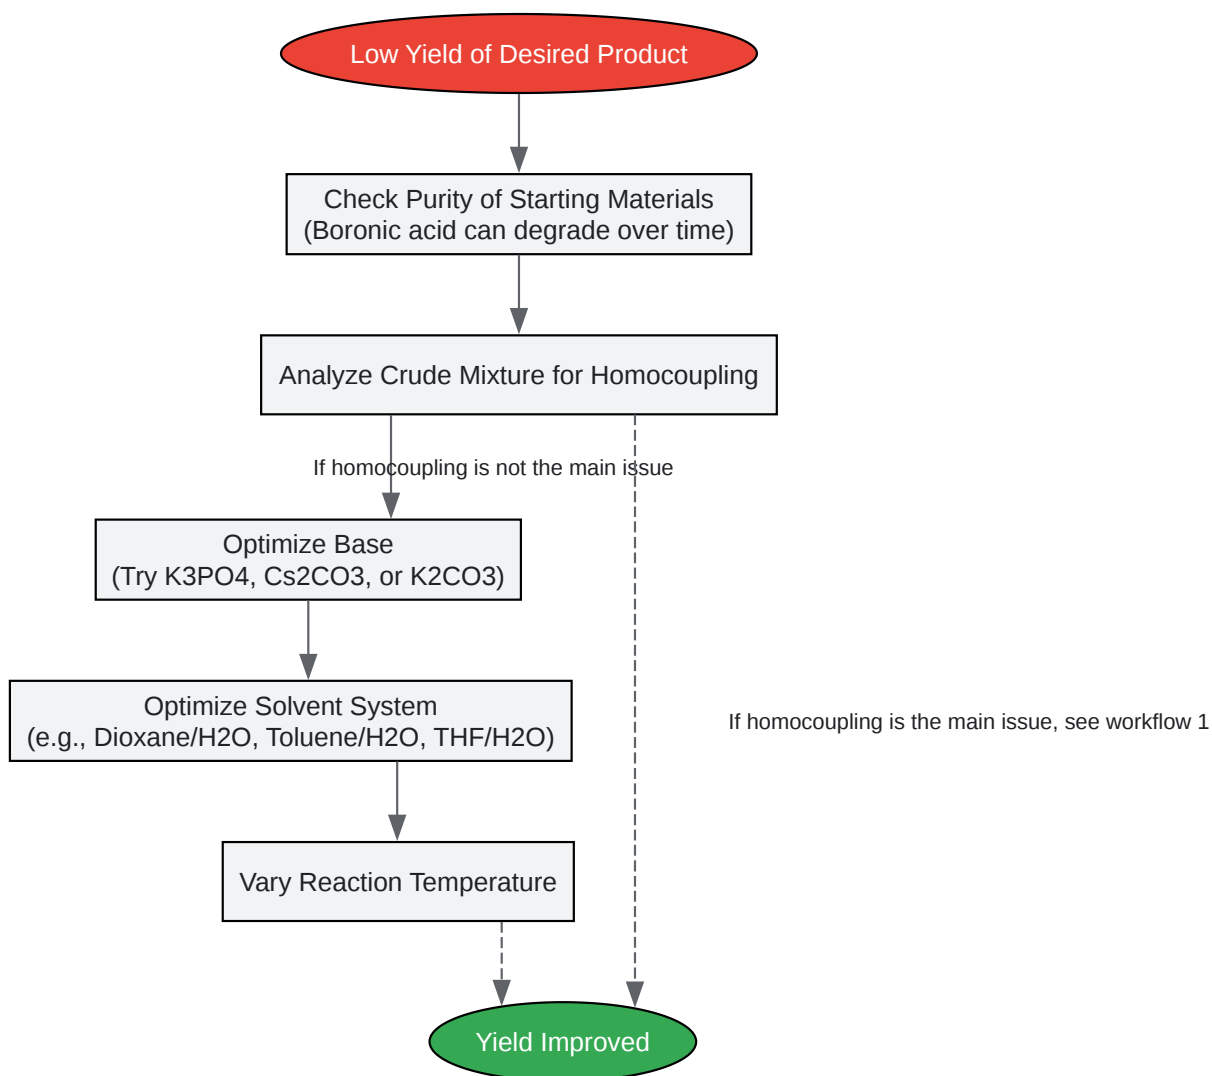 Low Yield of Desired Product
Check Purity of Starting Materials
(Boronic acid can degrade over time)
Analyze Crude Mixture for Homocoupling
If homocoupling is not the main issue
Optimize Base
(Try K3PO4, Cs2CO3, or K2CO3)
Optimize Solvent System
(e.g., Dioxane/H2O, Toluene/H2O, THF/H2O)
If homocoupling is the main issue, see workflow 1
Vary Reaction Temperature
Yield Improved